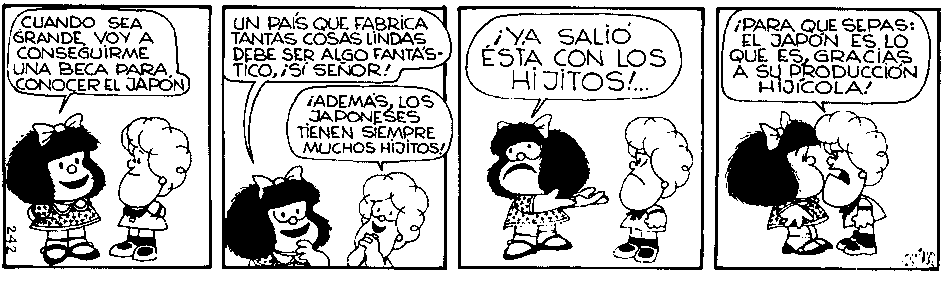 CUANDO SEA
GRANDE VOY A
CONSEGUIRME
UNA BECA PARA
CONOCER EL JAPÓN
242
UN PAÍS QUE FABRICA
TANTAS COSAS LINDAS
DEBE SER ALGO FANTÁS-
TICO, ¡SÍ SEÑOR!
¡ADEMÁS, LOS
JAPONESES
TIENEN SIEMPRE
MUCHOS HIJITOS!
¡YA SALIÓ
ÉSTA CON LOS
HIJITOS!...
¡PARA QUE SEPAS:
EL JAPÓN ES LO
QUE ES, GRACIAS
A SU PRODUCCIÓN
HIJÍCOLA!